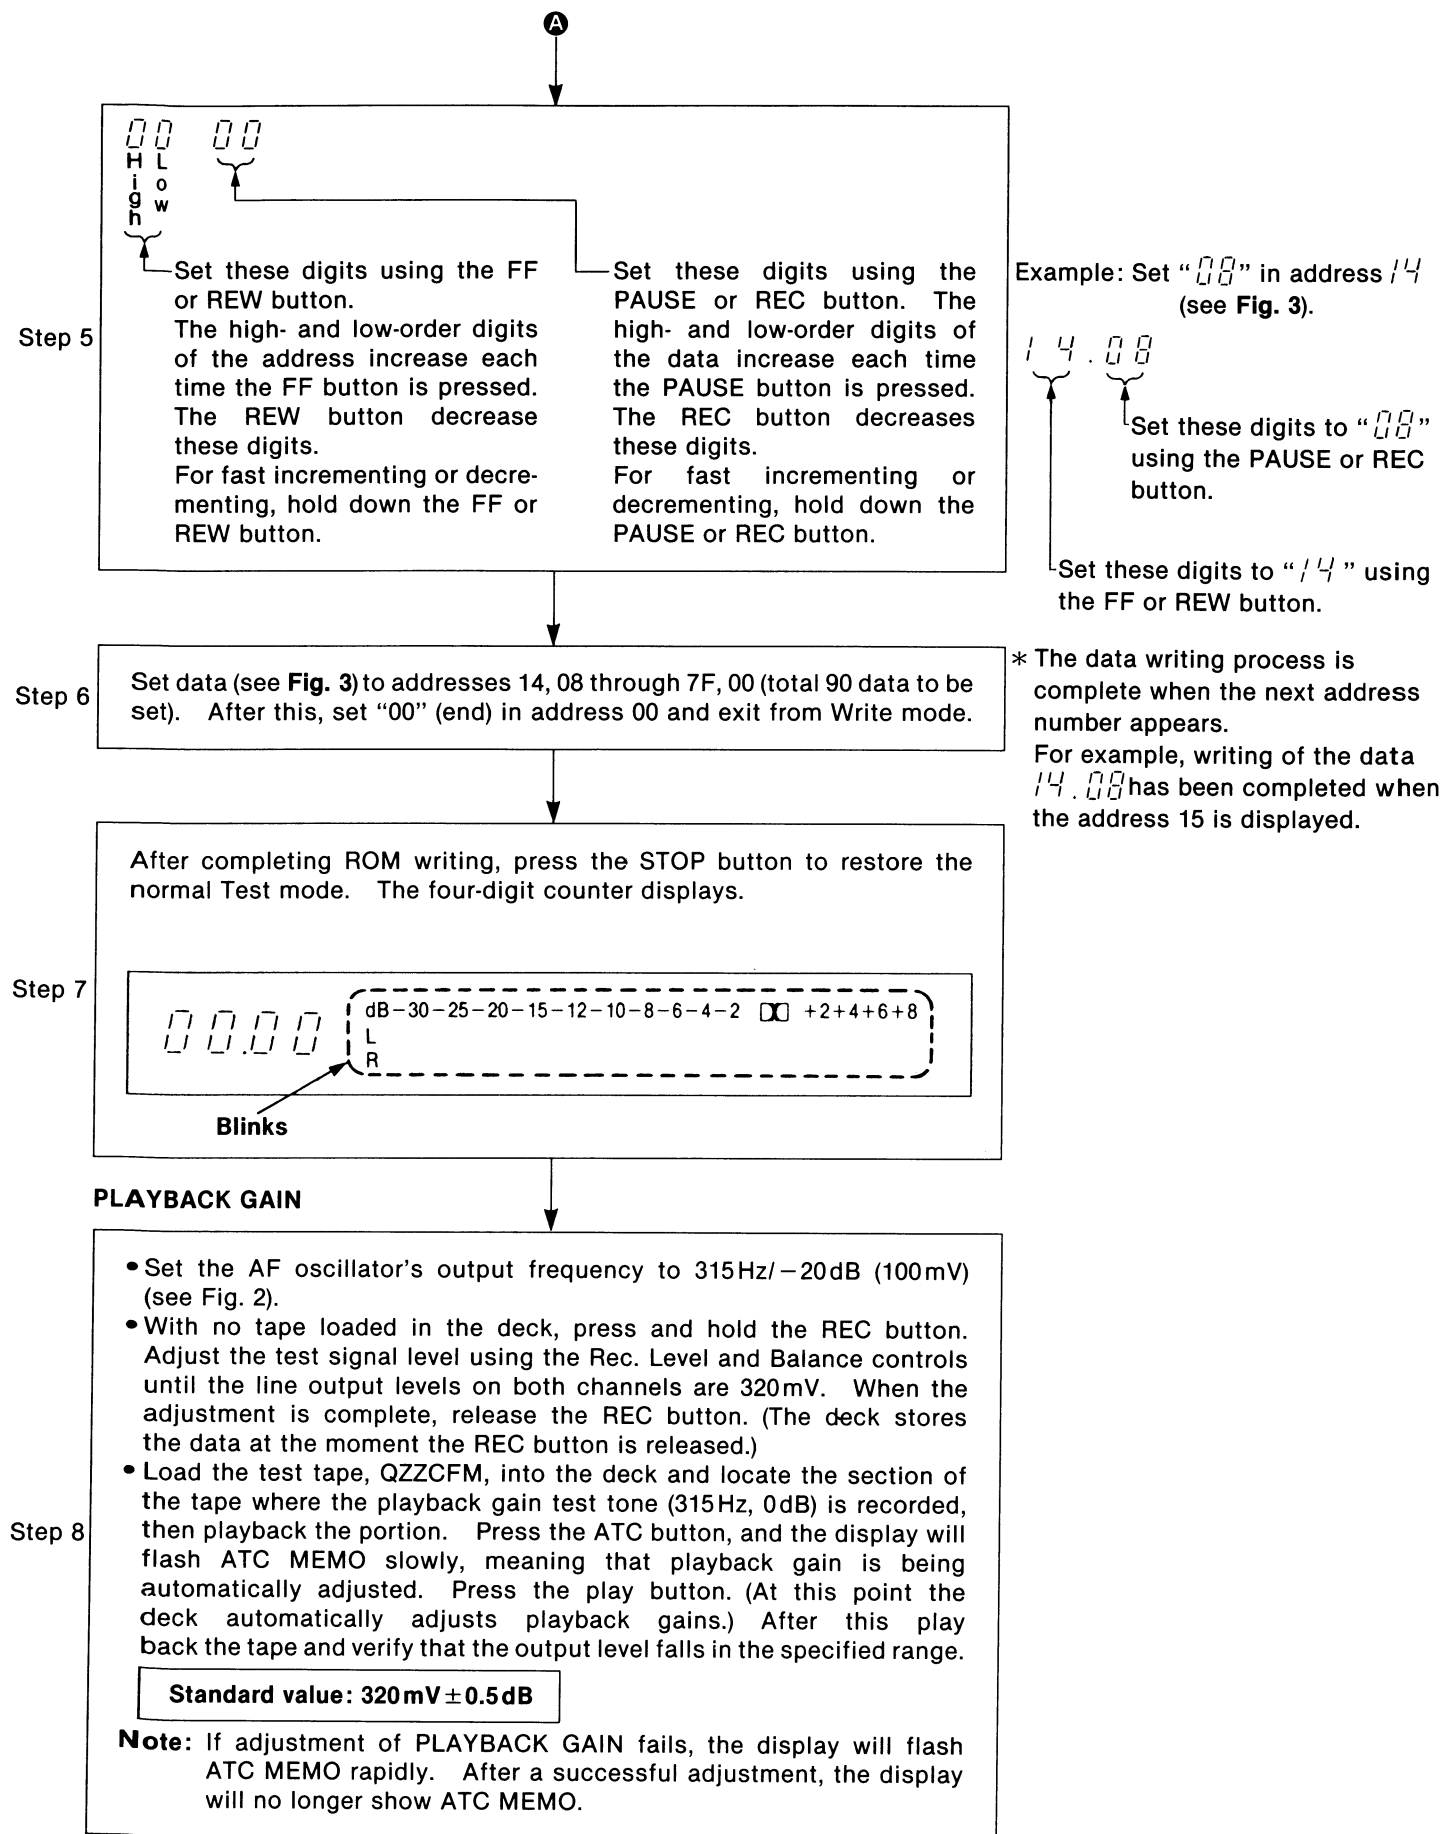 A
00 00
High Low
Set these digits using the FF
or REW button.
The high- and low-order digits
of the address increase each
time the FF button is pressed.
The REW button decrease
these digits.
For fast incrementing or decre-
menting, hold down the FF or
REW button.
Set these digits using the
PAUSE or REC button. The
high- and low-order digits of
the data increase each time
the PAUSE button is pressed.
The REC button decreases
these digits.
For fast incrementing or
decrementing, hold down the
PAUSE or REC button.
Step 5
Example: Set “08” in address 14
(see Fig. 3).
14.08
Set these digits to “08”
using the PAUSE or REC
button.
Set these digits to “14” using
the FF or REW button.
Step 6
Set data (see Fig. 3) to addresses 14, 08 through 7F, 00 (total 90 data to be
set). After this, set “00” (end) in address 00 and exit from Write mode.
* The data writing process is
complete when the next address
number appears.
For example, writing of the data
14.08 has been completed when
the address 15 is displayed.
After completing ROM writing, press the STOP button to restore the
normal Test mode. The four-digit counter displays.
Step 7
00.00
dB-30-25-20-15-12-10-8-6-4-2 +2+4+6+8
L
R
Blinks
PLAYBACK GAIN
Step 8
• Set the AF oscillator's output frequency to 315Hz/-20dB (100mV)
(see Fig. 2).
• With no tape loaded in the deck, press and hold the REC button.
Adjust the test signal level using the Rec. Level and Balance controls
until the line output levels on both channels are 320mV. When the
adjustment is complete, release the REC button. (The deck stores
the data at the moment the REC button is released.)
• Load the test tape, QZZCFM, into the deck and locate the section of
the tape where the playback gain test tone (315Hz, 0dB) is recorded,
then playback the portion. Press the ATC button, and the display will
flash ATC MEMO slowly, meaning that playback gain is being
automatically adjusted. Press the play button. (At this point the
deck automatically adjusts playback gains.) After this play
back the tape and verify that the output level falls in the specified range.
Standard value: 320mV±0.5dB
Note: If adjustment of PLAYBACK GAIN fails, the display will flash
ATC MEMO rapidly. After a successful adjustment, the display
will no longer show ATC MEMO.